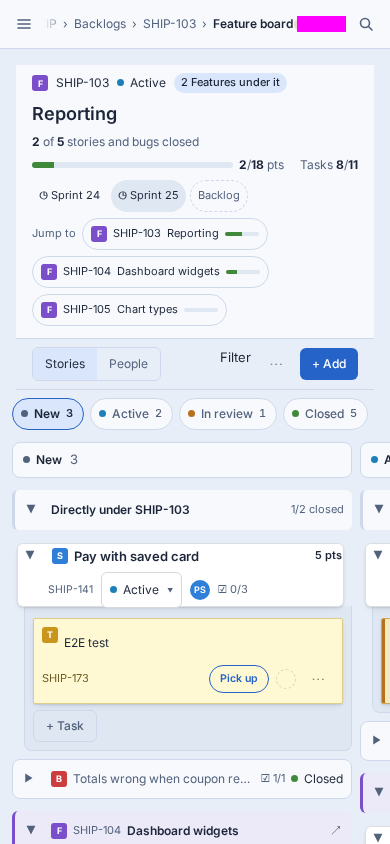 IP › Backlogs › SHIP-103 › Feature board
F SHIP-103 Active 2 Features under it
Reporting
2 of 5 stories and bugs closed
2/18 pts Tasks 8/11
Sprint 24 Sprint 25 Backlog
Jump to F SHIP-103 Reporting
F SHIP-104 Dashboard widgets
F SHIP-105 Chart types
Stories People Filter ... + Add
New 3 Active 2 In review 1 Closed 5
New 3 A
Directly under SHIP-103 1/2 closed
S Pay with saved card 5 pts
SHIP-141 Active PS 0/3
T E2E test
SHIP-173 Pick up ...
+ Task
B Totals wrong when coupon re... 1/1 Closed
F SHIP-104 Dashboard widgets